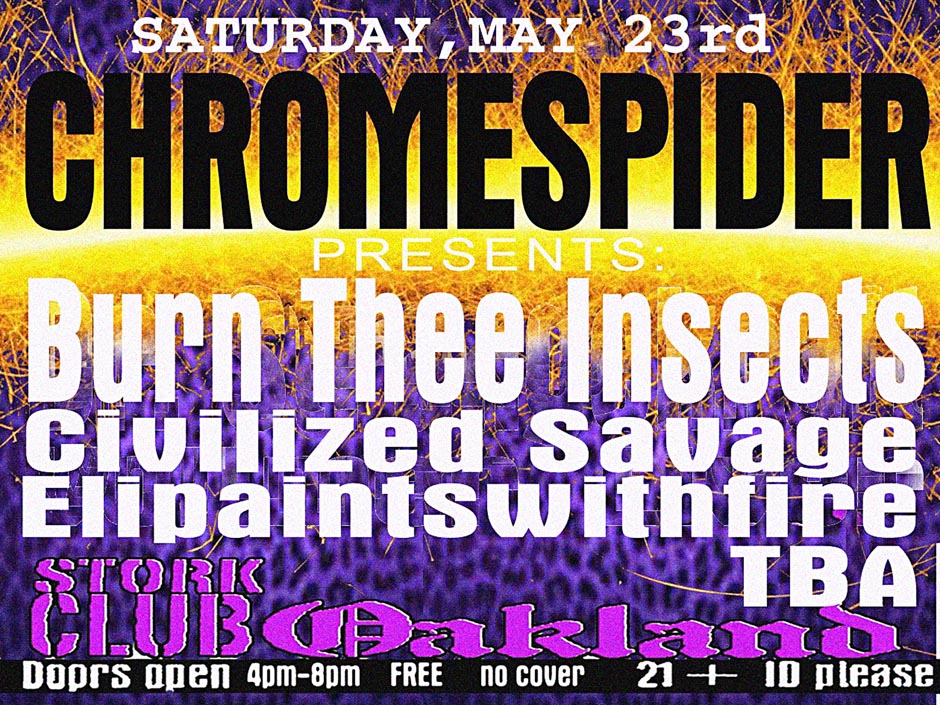 SATURDAY, MAY 23rd
CHROMESPIDER
PRESENTS:
Burn Thee Insects
Civilized Savage
Elipaintswithfire
TBA
STORK
CLUB Oakland
Doprs open 4pm-8pm FREE no cover 21 + ID please